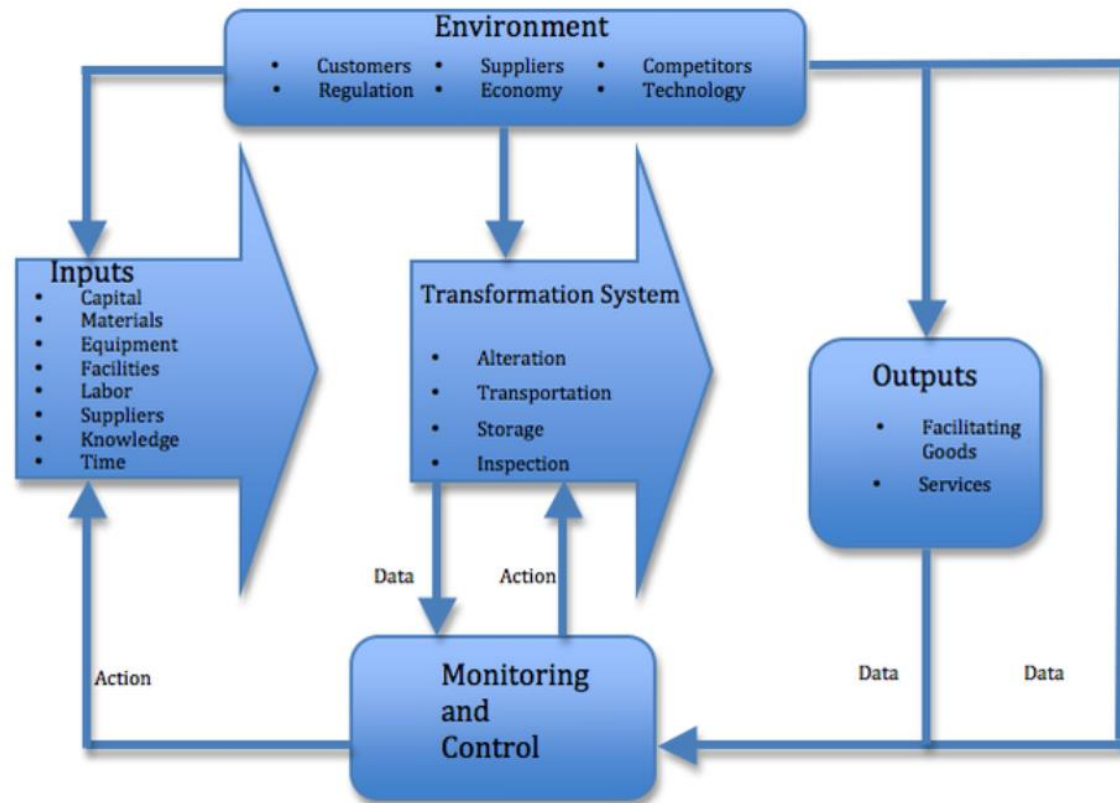 Environment
• Customers • Suppliers • Competitors
• Regulation • Economy • Technology
Inputs
• Capital
• Materials
• Equipment
• Facilities
• Labor
• Suppliers
• Knowledge
• Time
Transformation System
• Alteration
• Transportation
• Storage
• Inspection
Outputs
• Facilitating
Goods
• Services
Data
Action
Action
Monitoring
and
Control
Data
Data